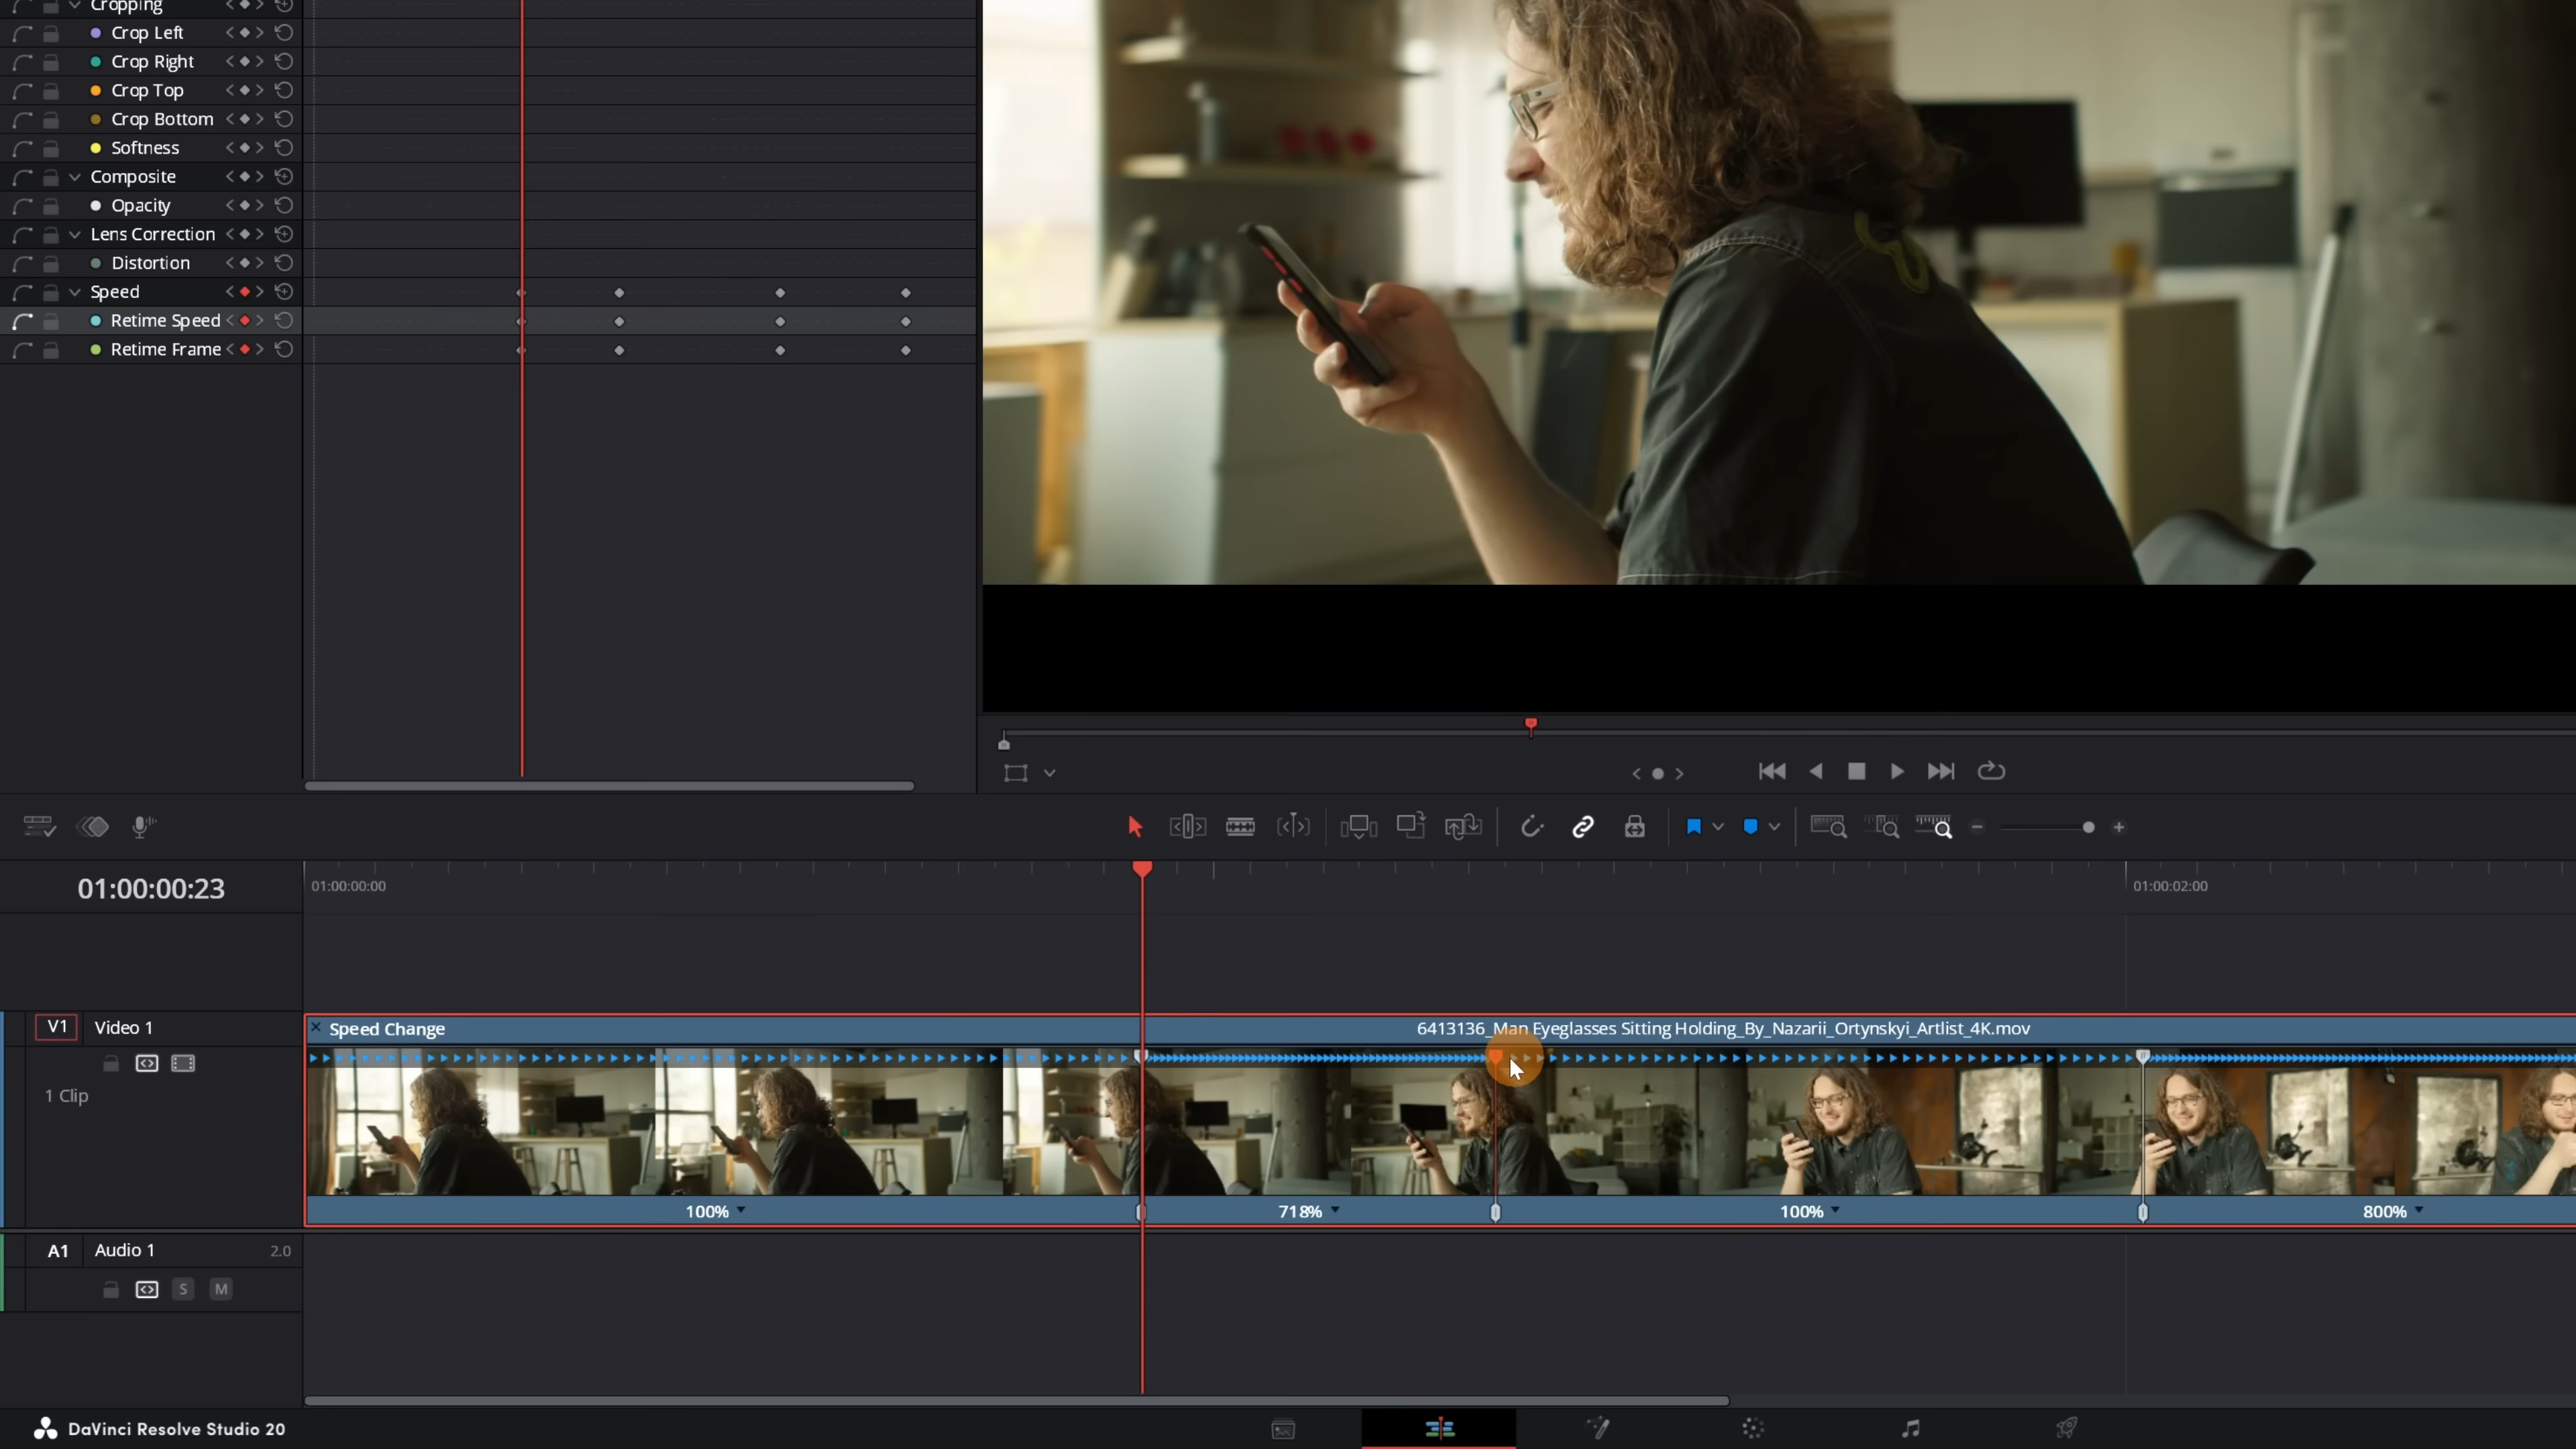 Cropping
Crop Left
Crop Right
Crop Top
Crop Bottom
Softness
Composite
Opacity
Lens Correction
Distortion
Speed
Retime Speed
Retime Frame
01:00:00:23
01:00:00:00
01:00:02:00
V1 Video 1
1 Clip
Speed Change
6413136_Man Eyeglasses Sitting Holding_By_Nazarii_Ortynskyi_Artlist_4K.mov
100%
718%
100%
800%
A1 Audio 1 2.0
S M
DaVinci Resolve Studio 20